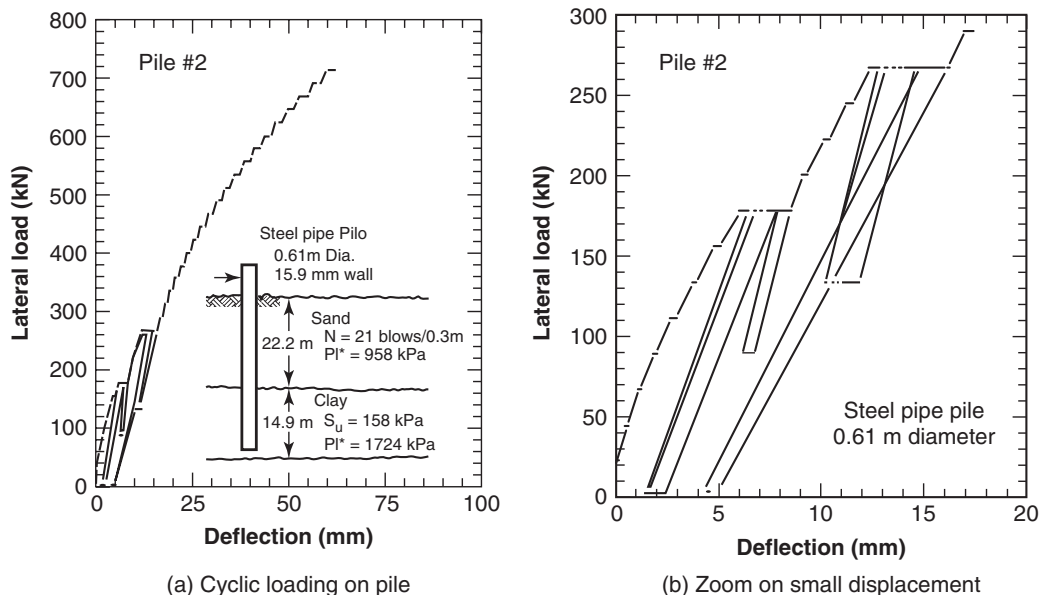 800
700
600
500
400
300
200
100
0
Lateral load (kN)
Pile #2
Steel pipe Pilo
0.61m Dia.
15.9 mm wall
Sand
N = 21 blows/0.3m
22.2 m
Pl* = 958 kPa
Clay
14.9 m
Su = 158 kPa
Pl* = 1724 kPa
0 25 50 75 100
Deflection (mm)
(a) Cyclic loading on pile
300
250
200
150
100
50
0
Lateral load (kN)
Pile #2
Steel pipe pile
0.61 m diameter
0 5 10 15 20
Deflection (mm)
(b) Zoom on small displacement